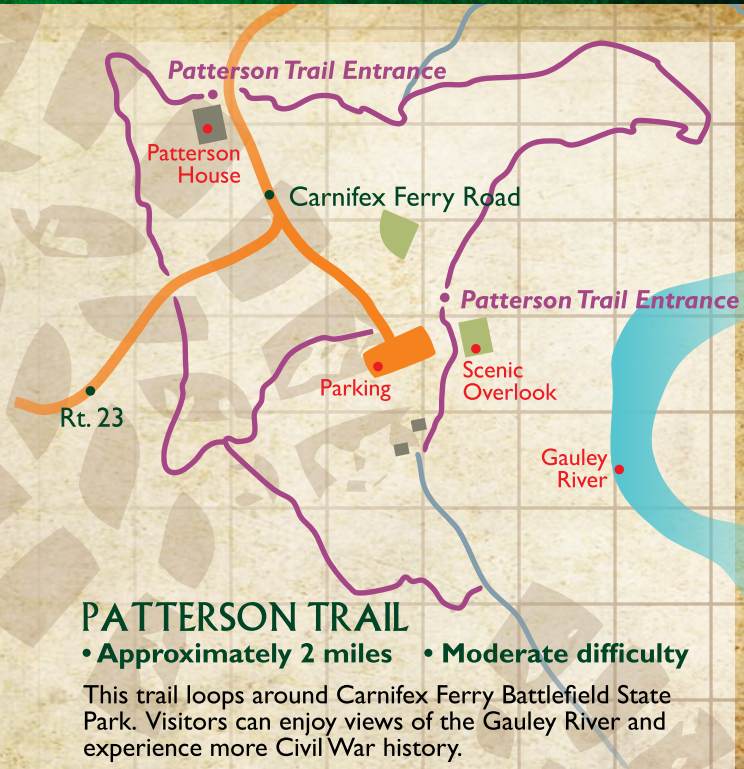 Patterson Trail Entrance
Patterson
House
Carnifex Ferry Road
Patterson Trail Entrance
Scenic
Overlook
Parking
Rt. 23
Gauley
River
PATTERSON TRAIL
• Approximately 2 miles • Moderate difficulty
This trail loops around Carnifex Ferry Battlefield State
Park. Visitors can enjoy views of the Gauley River and
experience more Civil War history.